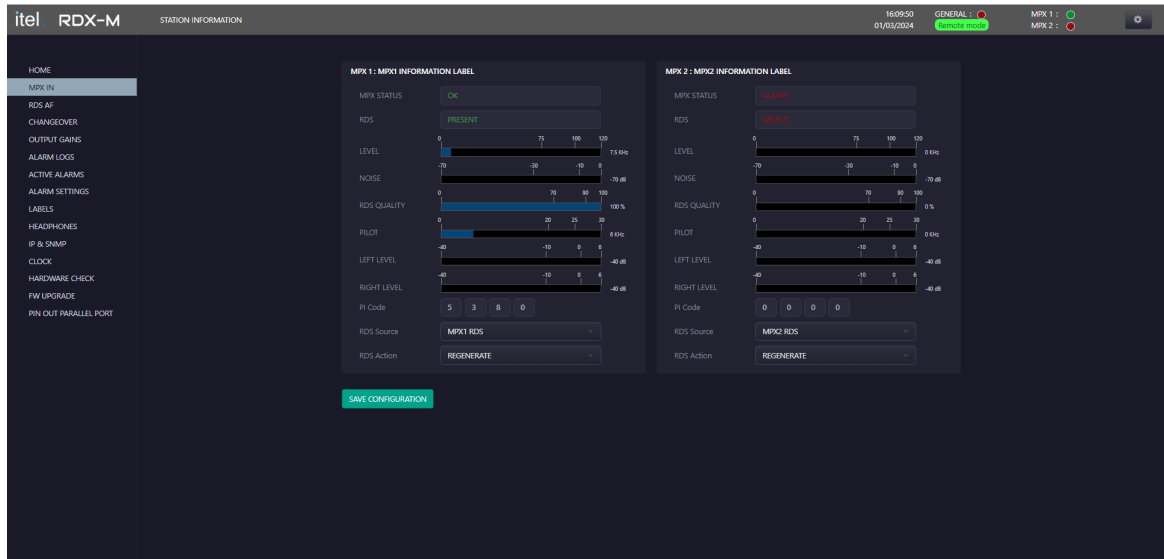 itel RDX-M STATION INFORMATION 16:09:50 GENERAL : MPX 1 :
01/03/2024 Remote mode MPX 2 :
HOME
MPX IN
RDS AF
CHANGEOVER
OUTPUT GAINS
ALARM LOGS
ACTIVE ALARMS
ALARM SETTINGS
LABELS
HEADPHONES
IP & SNMP
CLOCK
HARDWARE CHECK
FW UPGRADE
PIN OUT PARALLEL PORT
MPX 1 : MPX1 INFORMATION LABEL
MPX STATUS OK
RDS PRESENT
0 75 100 120
LEVEL 7.5 KHz
-70 -30 -10 0
NOISE -70 dB
0 70 90 100
RDS QUALITY 100 %
0 20 25 30
PILOT 6 KHz
-40 -10 0 6
LEFT LEVEL -40 dB
-40 -10 0 6
RIGHT LEVEL -40 dB
PI Code 5 3 8 0
RDS Source MPX1 RDS
RDS Action REGENERATE
MPX 2 : MPX2 INFORMATION LABEL
MPX STATUS ALARM
RDS ABSENT
0 75 100 120
LEVEL 0 KHz
-70 -30 -10 0
NOISE -70 dB
0 70 90 100
RDS QUALITY 0 %
0 20 25 30
PILOT 0 KHz
-40 -10 0 6
LEFT LEVEL -40 dB
-40 -10 0 6
RIGHT LEVEL -40 dB
PI Code 0 0 0 0
RDS Source MPX2 RDS
RDS Action REGENERATE
SAVE CONFIGURATION